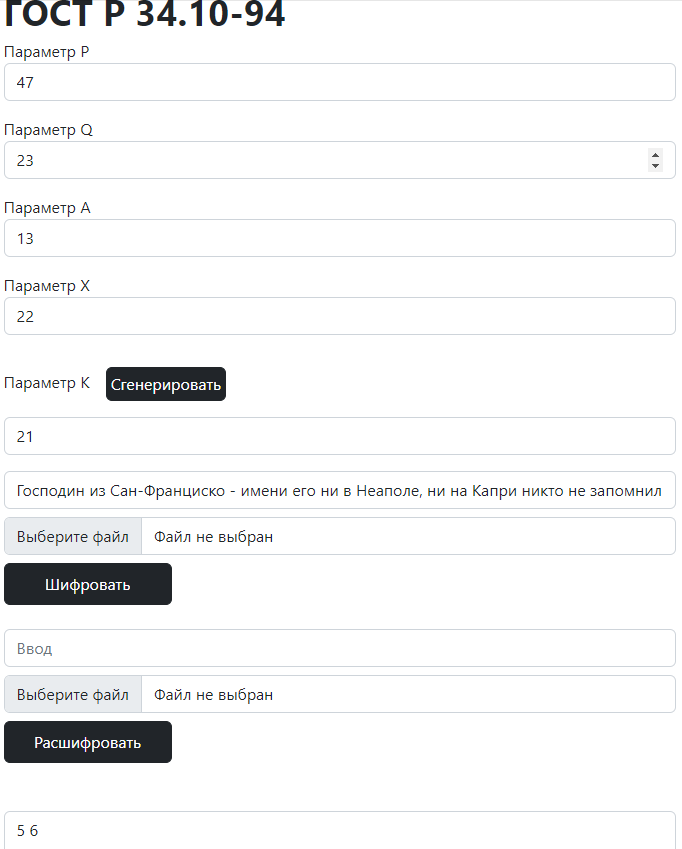 ГОСТ Р 34.10-94
Параметр P
47
Параметр Q
23
Параметр A
13
Параметр X
22
Параметр K Сгенерировать
21
Господин из Сан-Франциско - имени его ни в Неаполе, ни на Капри никто не запомнил
Выберите файл Файл не выбран
Шифровать
Ввод
Выберите файл Файл не выбран
Расшифровать
5 6